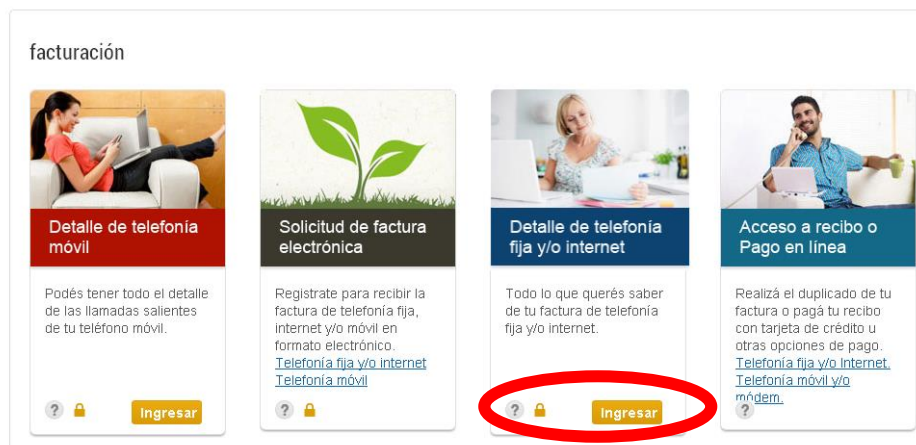 facturación
Detalle de telefonía
móvil
Podés tener todo el detalle
de las llamadas salientes
de tu teléfono móvil.
?
Ingresar
Solicitud de factura
electrónica
Registrate para recibir la
factura de telefonía fija,
internet y/o móvil en
formato electrónico.
Telefonía fija y/o internet
Telefonía móvil
?
Detalle de telefonía
fija y/o internet
Todo lo que querés saber
de tu factura de telefonía
fija y/o internet.
?
Ingresar
Acceso a recibo o
Pago en línea
Realizá el duplicado de tu
factura o pagá tu recibo
con tarjeta de crédito u
otras opciones de pago.
Telefonía fija y/o Internet.
Telefonía móvil y/o
módem.
?